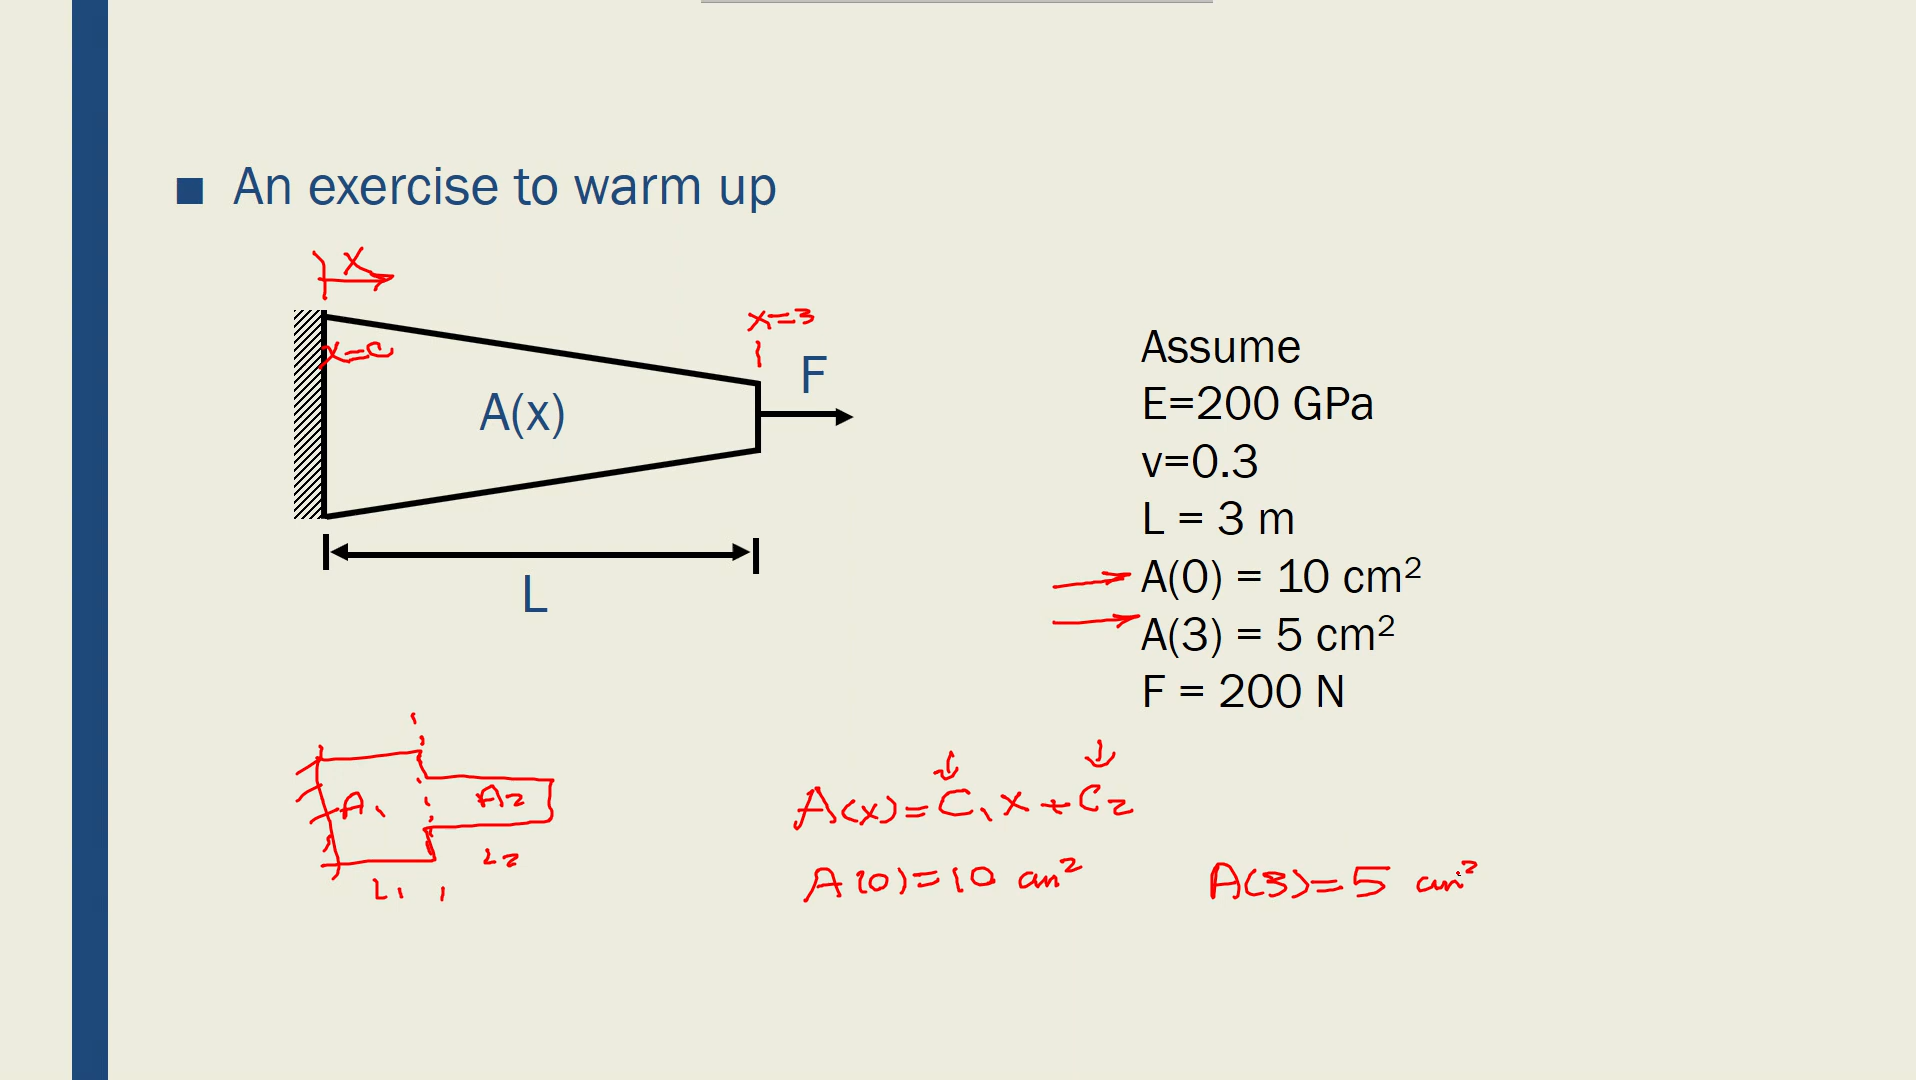 ■ An exercise to warm up
x
x=0
x=3
F
A(x)
L
Assume
E=200 GPa
v=0.3
L = 3 m
A(0) = 10 cm²
A(3) = 5 cm²
F = 200 N
A₁
A₂
L₁
L₂
A(x)=C₁x+C₂
A(0)=10 cm²
A(3)=5 cm²